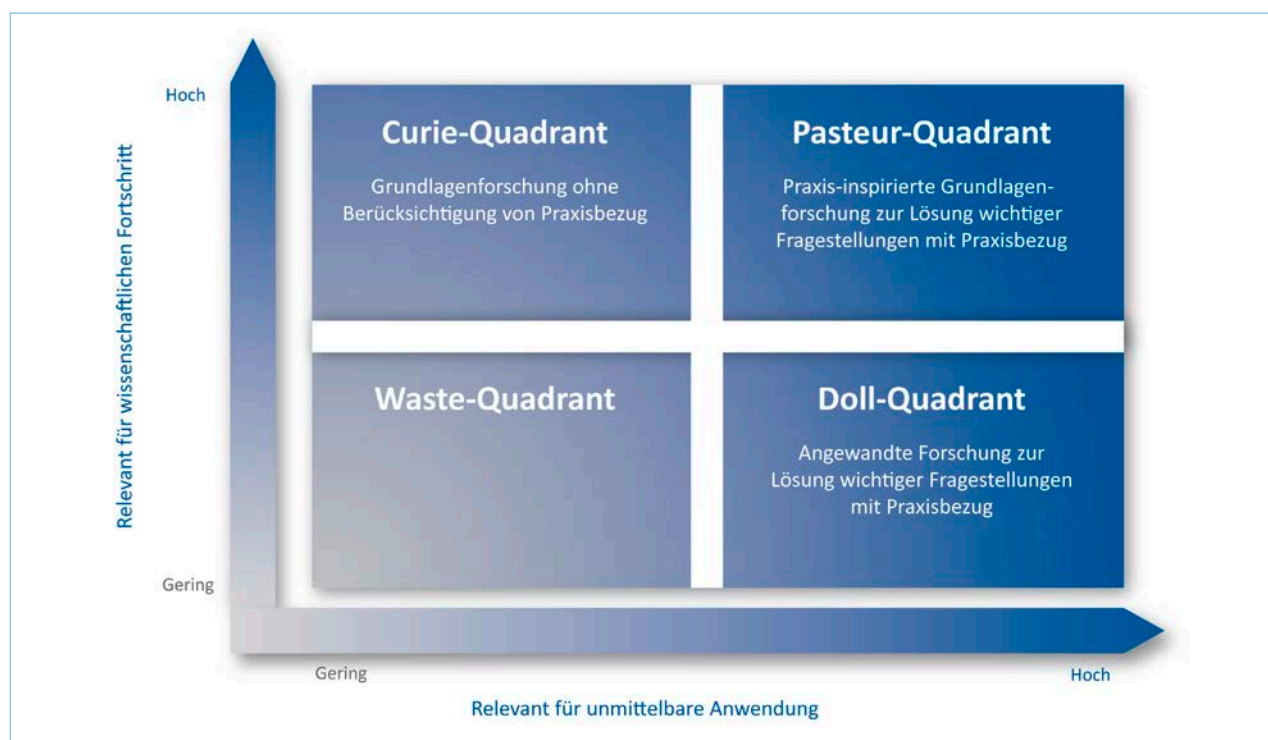 Hoch
Relevant für wissenschaftlichen Fortschritt
Gering
Curie-Quadrant
Grundlagenforschung ohne
Berücksichtigung von Praxisbezug
Pasteur-Quadrant
Praxis-inspirierte Grundlagen-
forschung zur Lösung wichtiger
Fragestellungen mit Praxisbezug
Waste-Quadrant
Doll-Quadrant
Angewandte Forschung zur
Lösung wichtiger Fragestellungen
mit Praxisbezug
Gering
Hoch
Relevant für unmittelbare Anwendung